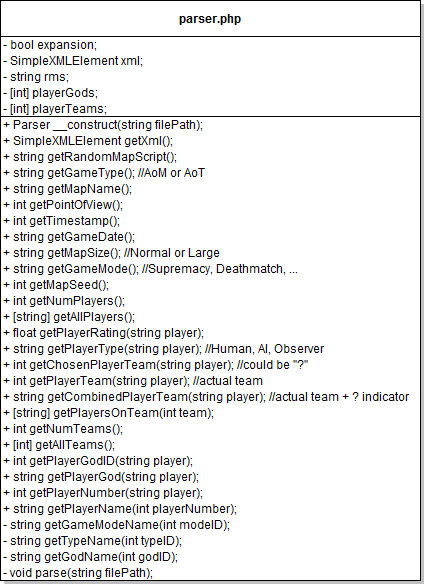 parser.php
- bool expansion;
- SimpleXMLElement xml;
- string rms;
- [int] playerGods;
- [int] playerTeams;
+ Parser __construct(string filePath);
+ SimpleXMLElement getXml();
+ string getRandomMapScript();
+ string getGameType(); //AoM or AoT
+ string getMapName();
+ int getPointOfView();
+ int getTimestamp();
+ string getGameDate();
+ string getMapSize(); //Normal or Large
+ string getGameMode(); //Supremacy, Deathmatch, ...
+ int getMapSeed();
+ int getNumPlayers();
+ [string] getAllPlayers();
+ float getPlayerRating(string player);
+ string getPlayerType(string player); //Human, AI, Observer
+ int getChosenPlayerTeam(string player); //could be "?"
+ int getPlayerTeam(string player); //actual team
+ string getCombinedPlayerTeam(string player); //actual team + ? indicator
+ [string] getPlayersOnTeam(int team);
+ int getNumTeams();
+ [int] getAllTeams();
+ int getPlayerGodID(string player);
+ string getPlayerGod(string player);
+ int getPlayerNumber(string player);
+ string getPlayerName(int playerNumber);
- string getGameModeName(int modeID);
- string getTypeName(int typeID);
- string getGodName(int godID);
- void parse(string filePath);